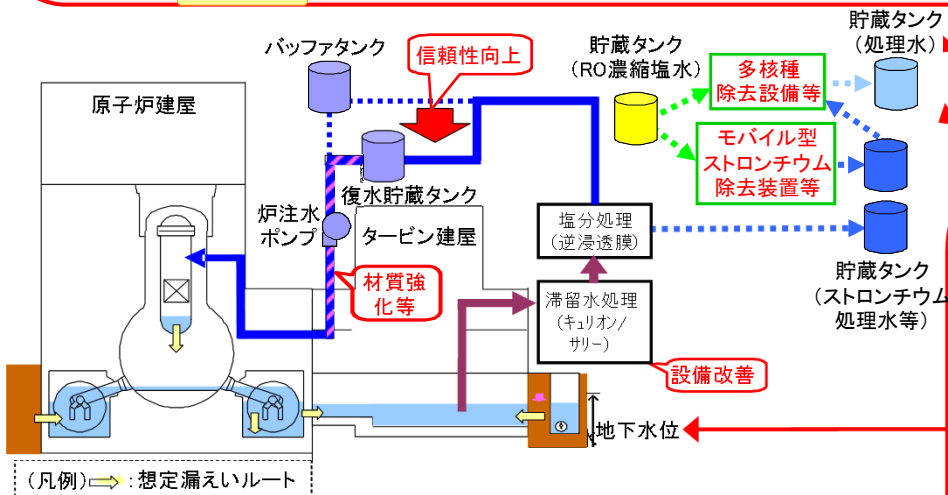 バッファタンク
信頼性向上
貯蔵タンク
(RO濃縮塩水)
多核種
除去設備等
貯蔵タンク
(処理水)
原子炉建屋
モバイル型
ストロンチウム
除去装置等
復水貯蔵タンク
炉注水
ポンプ
タービン建屋
塩分処理
(逆浸透膜)
材質強
化等
滞留水処理
(キュリオン/
サリー)
貯蔵タンク
(ストロンチウム
処理水等)
設備改善
地下水位
(凡例) :想定漏えいルート